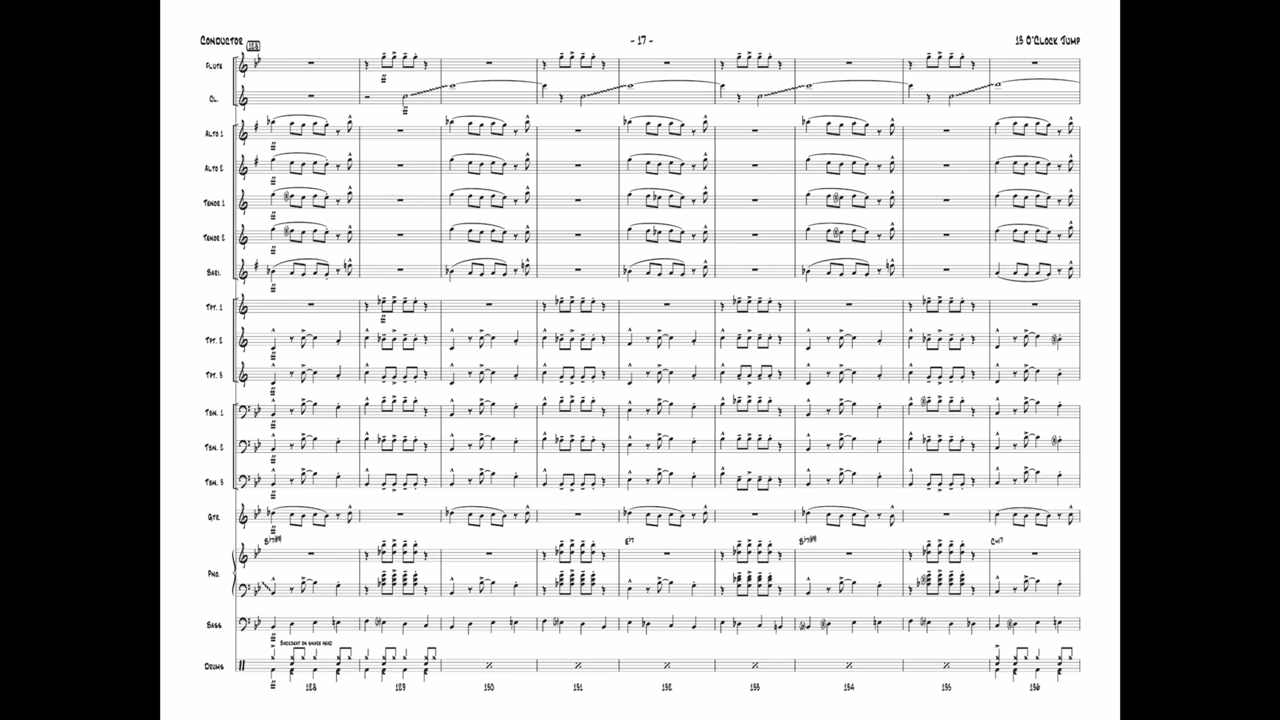 Conductor
- 17 -
13 O'Clock Jump
128
Flute
Cl.
Alto 1
Alto 2
Tenor 1
Tenor 2
Bari.
Tpt. 1
Tpt. 2
Tpt. 3
Tbn. 1
Tbn. 2
Tbn. 3
Gtr.
Pno.
Eb7
Bass
Backbeat on snare head
Drums
128 129 130 131 132 133 134 135 136